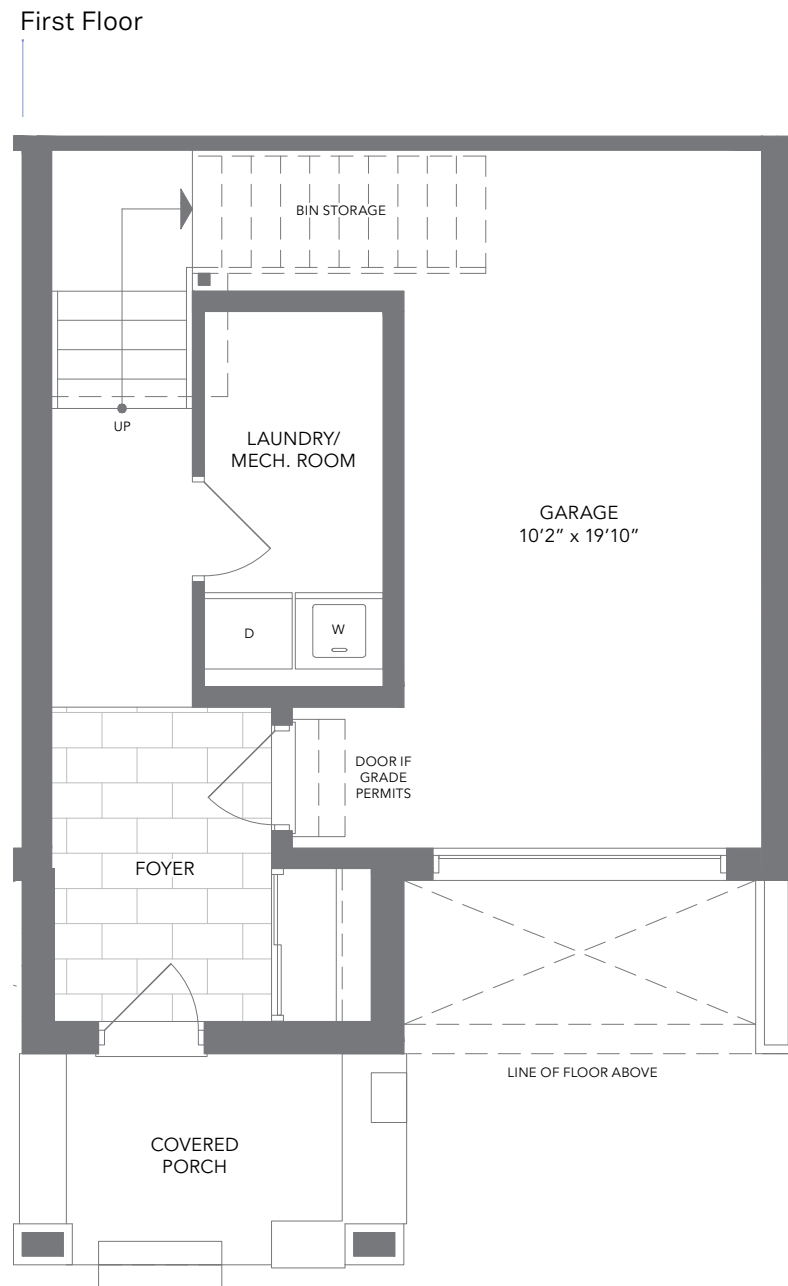 First Floor
BIN STORAGE
UP
LAUNDRY/
MECH. ROOM
GARAGE
10’2” x 19’10”
D
W
DOOR IF
GRADE
PERMITS
FOYER
LINE OF FLOOR ABOVE
COVERED
PORCH